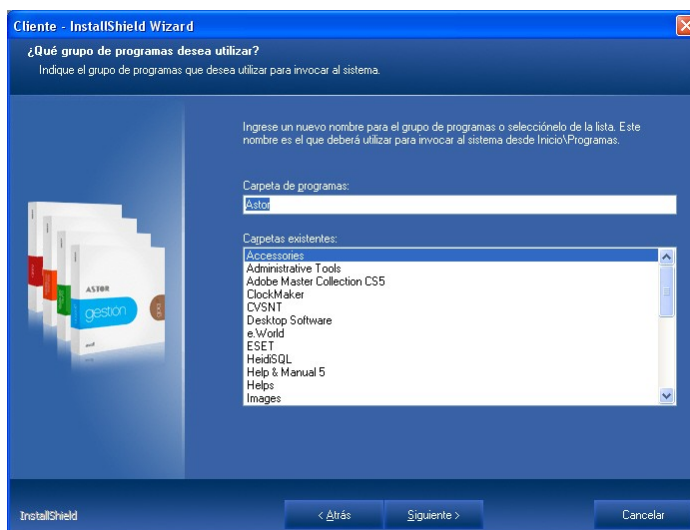 Cliente - InstallShield Wizard
¿Qué grupo de programas desea utilizar?
Indique el grupo de programas que desea utilizar para invocar al sistema.
Ingrese un nuevo nombre para el grupo de programas o selecciónelo de la lista. Este
nombre es el que deberá utilizar para invocar al sistema desde Inicio\Programas.
Carpeta de programas:
Astor
Carpetas existentes:
Accessories
Administrative Tools
Adobe Master Collection CS5
ClockMaker
CVSNT
Desktop Software
e.World
ESET
HeidiSQL
Help & Manual 5
Helps
Images
ASTOR
gestión
gold
InstallShield
< Atrás
Siguiente >
Cancelar